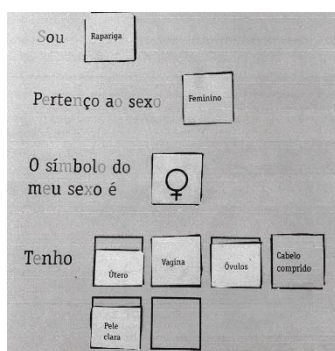 Sou Rapariga
Pertenço ao sexo Feminino
O símbolo do
meu sexo é ♀
Tenho Útero Vagina Óvulos Cabelo
comprido
Pele
clara